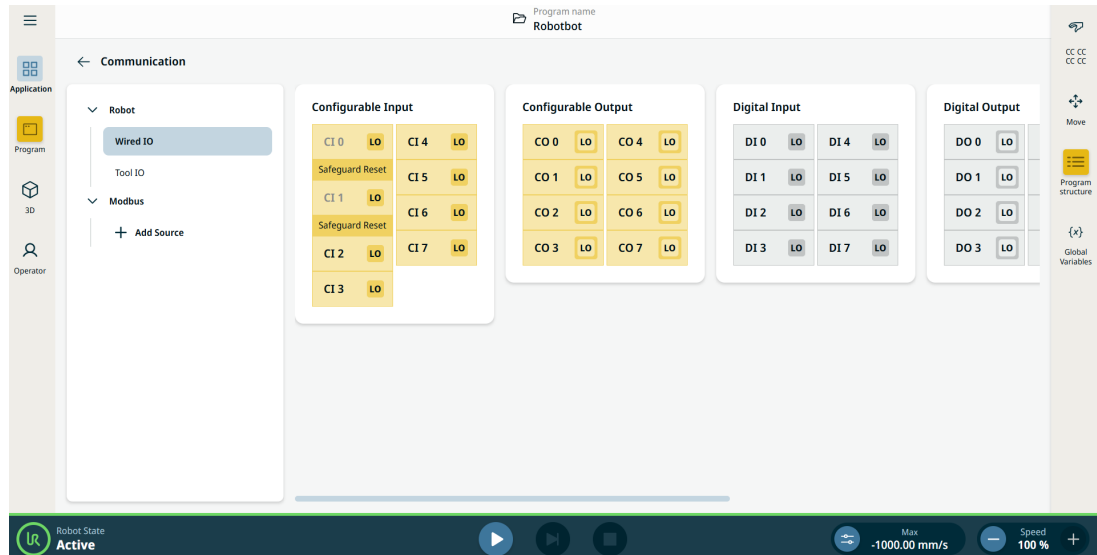 Program name
Robotbot
Communication
Application
Program
3D
Operator
Robot
Wired IO
Tool IO
Modbus
Add Source
Configurable Input
CI 0 LO CI 4 LO
Safeguard Reset
CI 5 LO
CI 1 LO
CI 6 LO
Safeguard Reset
CI 2 LO CI 7 LO
CI 3 LO
Configurable Output
CO 0 LO CO 4 LO
CO 1 LO CO 5 LO
CO 2 LO CO 6 LO
CO 3 LO CO 7 LO
Digital Input
DI 0 LO DI 4 LO
DI 1 LO DI 5 LO
DI 2 LO DI 6 LO
DI 3 LO DI 7 LO
Digital Output
DO 0 LO
DO 1 LO
DO 2 LO
DO 3 LO
CC CC
CC CC
Move
Program
structure
{x}
Global
Variables
UR
Robot State
Active
Max
-1000.00 mm/s
Speed
100 %